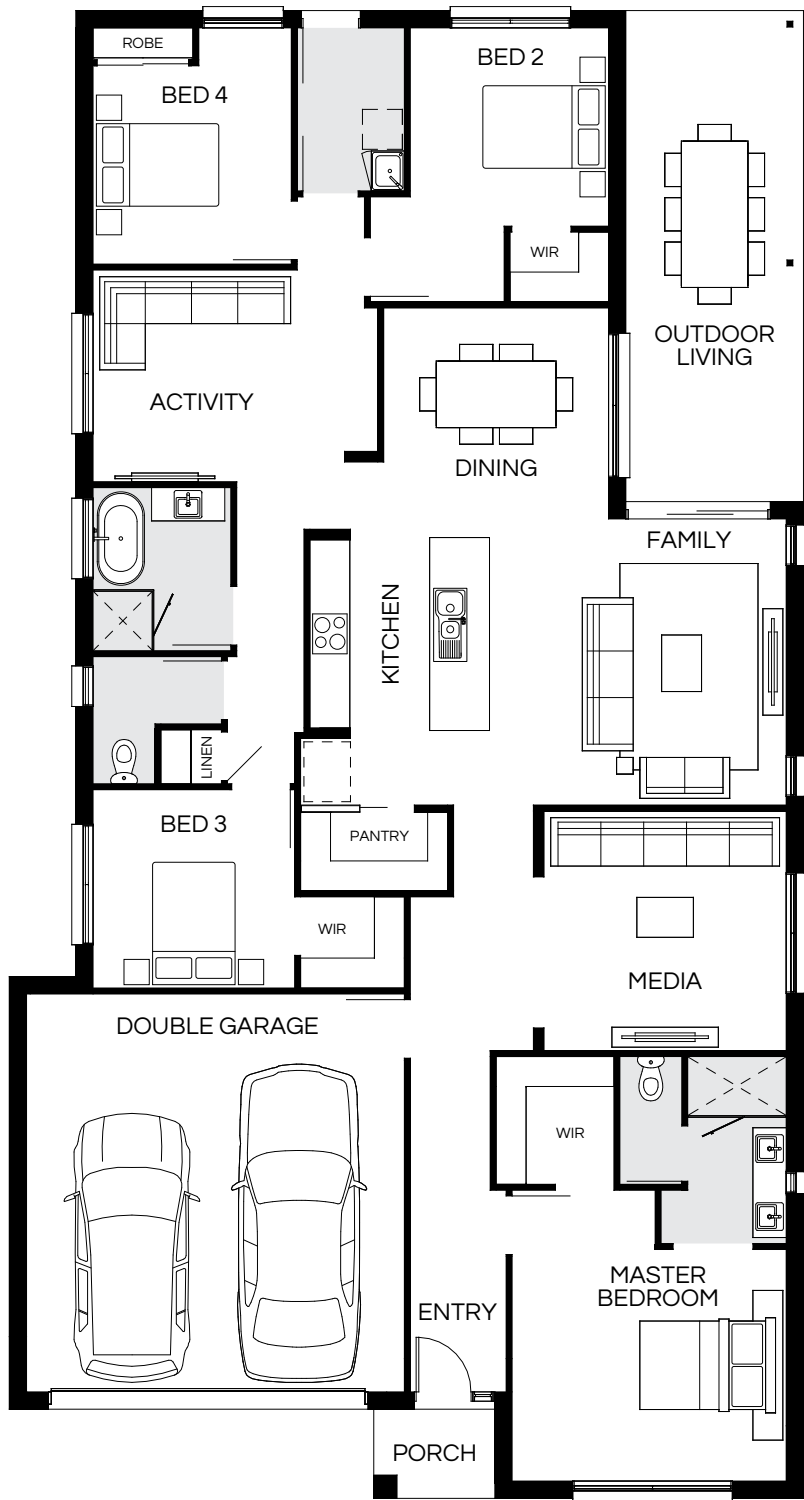 ROBE
BED 4
BED 2
WIR
OUTDOOR
LIVING
ACTIVITY
DINING
FAMILY
KITCHEN
LINEN
BED 3
PANTRY
WIR
MEDIA
DOUBLE GARAGE
WIR
MASTER
BEDROOM
ENTRY
PORCH